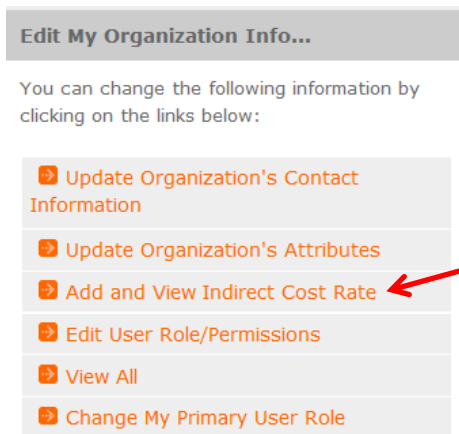 Edit My Organization Info...
You can change the following information by
clicking on the links below:
Update Organization's Contact
Information
Update Organization's Attributes
Add and View Indirect Cost Rate
Edit User Role/Permissions
View All
Change My Primary User Role